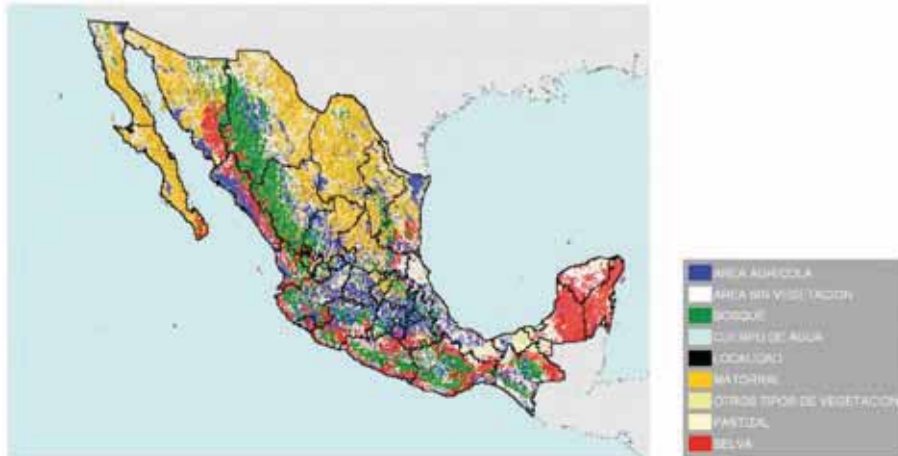 AREA AGRICOLA
AREA SIN VEGETACION
BOSQUE
CUERPO DE AGUA
LOCALIDAD
MATORRAL
OTROS TIPOS DE VEGETACION
PASTIZAL
SELVA